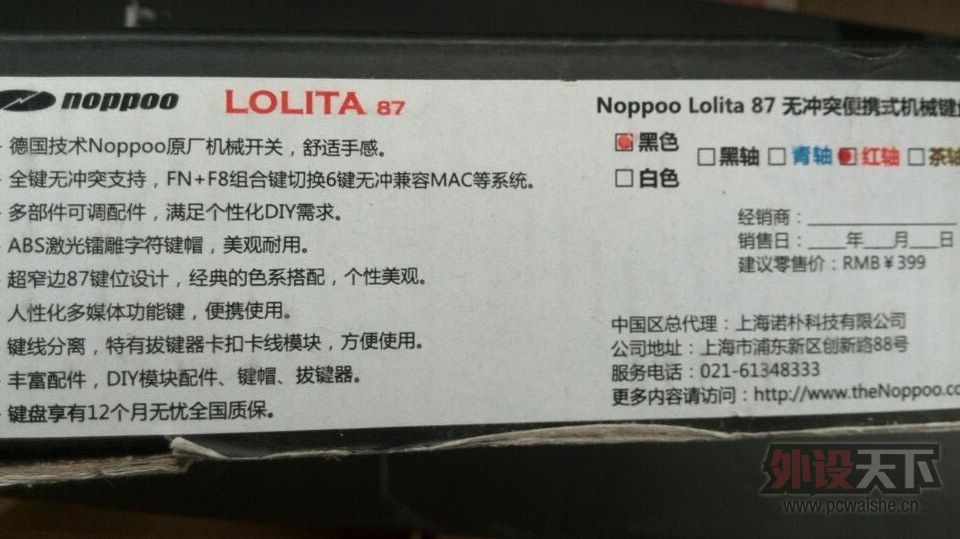 noppoo LOLITA 87
· 德国技术Noppoo原厂机械开关，舒适手感。
· 全键无冲突支持，FN+F8组合键切换6键无冲兼容MAC等系统。
· 多部件可调配件，满足个性化DIY需求。
· ABS激光镭雕字符键帽，美观耐用。
· 超窄边87键位设计，经典的色系搭配，个性美观。
人性化多媒体功能键，便携使用。
· 键线分离，特有拔键器卡扣卡线模块，方便使用。
· 丰富配件，DIY模块配件、键帽、拔键器。
· 键盘享有12个月无忧全国质保。
Noppoo Lolita 87 无冲突便携式机械键
黑色
黑轴 青轴 红轴 茶轴
白色
经销商：
销售日：____年___月___日
建议零售价：RMB￥399
中国区总代理：上海诺朴科技有限公司
公司地址：上海市浦东新区创新路88号
服务电话：021-61348333
更多内容请访问：http://www.theNoppoo.co
外设天下
www.pcwaishe.cn